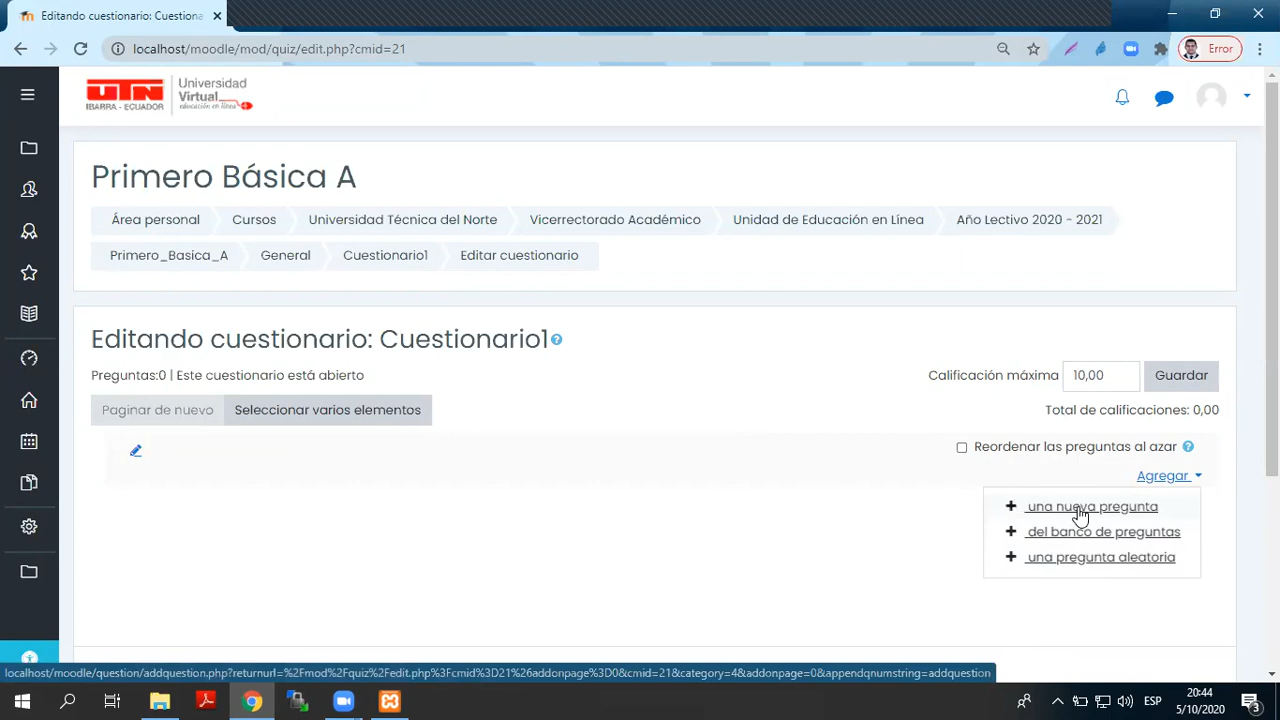 Editando cuestionario: Cuestiona
localhost/moodle/mod/quiz/edit.php?cmid=21
Error
UTN
IBARRA - ECUADOR
Universidad
Virtual
educación en línea
Primero Básica A
Área personal
Cursos
Universidad Técnica del Norte
Vicerrectorado Académico
Unidad de Educación en Línea
Año Lectivo 2020 - 2021
Primero_Basica_A
General
Cuestionario1
Editar cuestionario
Editando cuestionario: Cuestionario1
Preguntas:0 | Este cuestionario está abierto
Calificación máxima
10,00
Guardar
Paginar de nuevo
Seleccionar varios elementos
Total de calificaciones: 0,00
Reordenar las preguntas al azar
Agregar
una nueva pregunta
del banco de preguntas
una pregunta aleatoria
localhost/moodle/question/addquestion.php?returnurl=%2Fmod%2Fquiz%2Fedit.php%3Fcmid%3D21%26addonpage%3D0&cmid=21&category=4&addonpage=0&appendqnumstring=addquestion
ESP
20:44
5/10/2020
3